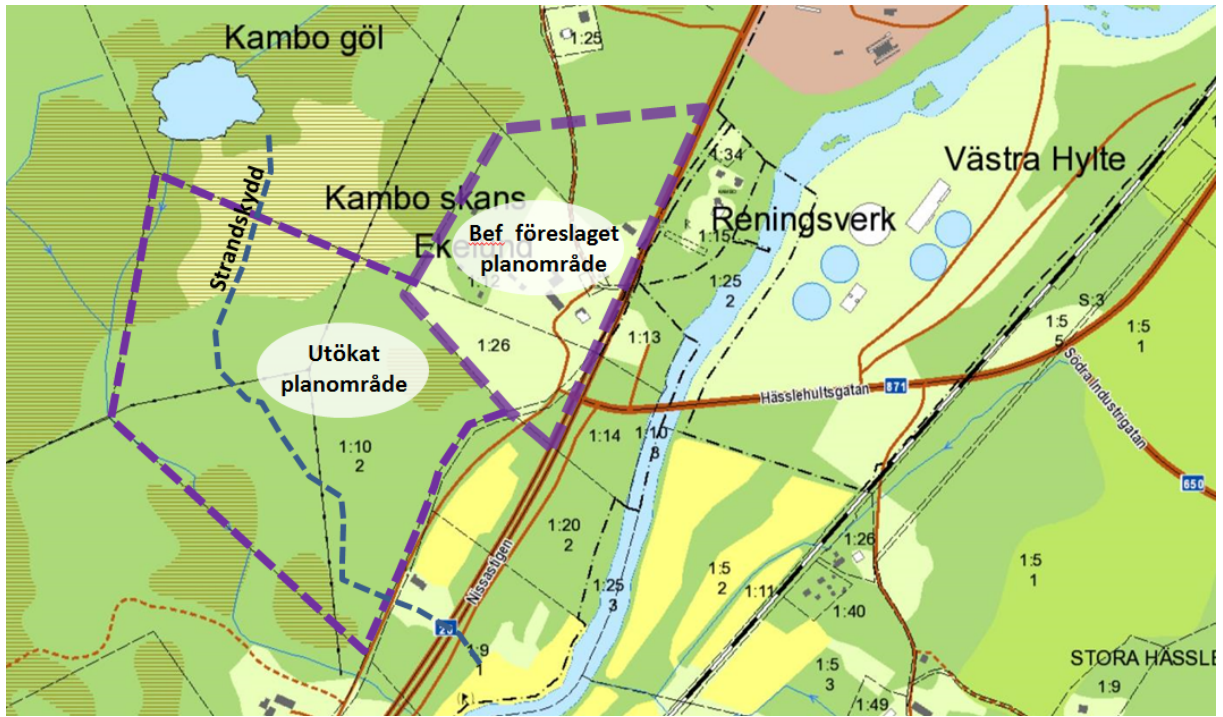 Kambo göl
1:25
1:34
Västra Hylte
Strandskydd
Kambo skans
Ekelund
Bef föreslaget
planområde
Reningsverk
1:15
1:12
1:25
2
S:3
1:5
5
1:5
1
Utökat
planområde
1:26
1:13
Hässlehultsgatan
871
Södra Industrigatan
1:10
2
1:14
1:10
3
650
1:20
2
Nissastigen
1:26
1:5
1
1:25
3
1:5
2
1:11
1:40
26
1:9
1
1:5
3
STORA HÄSSLE
1:9
(R)
1:49